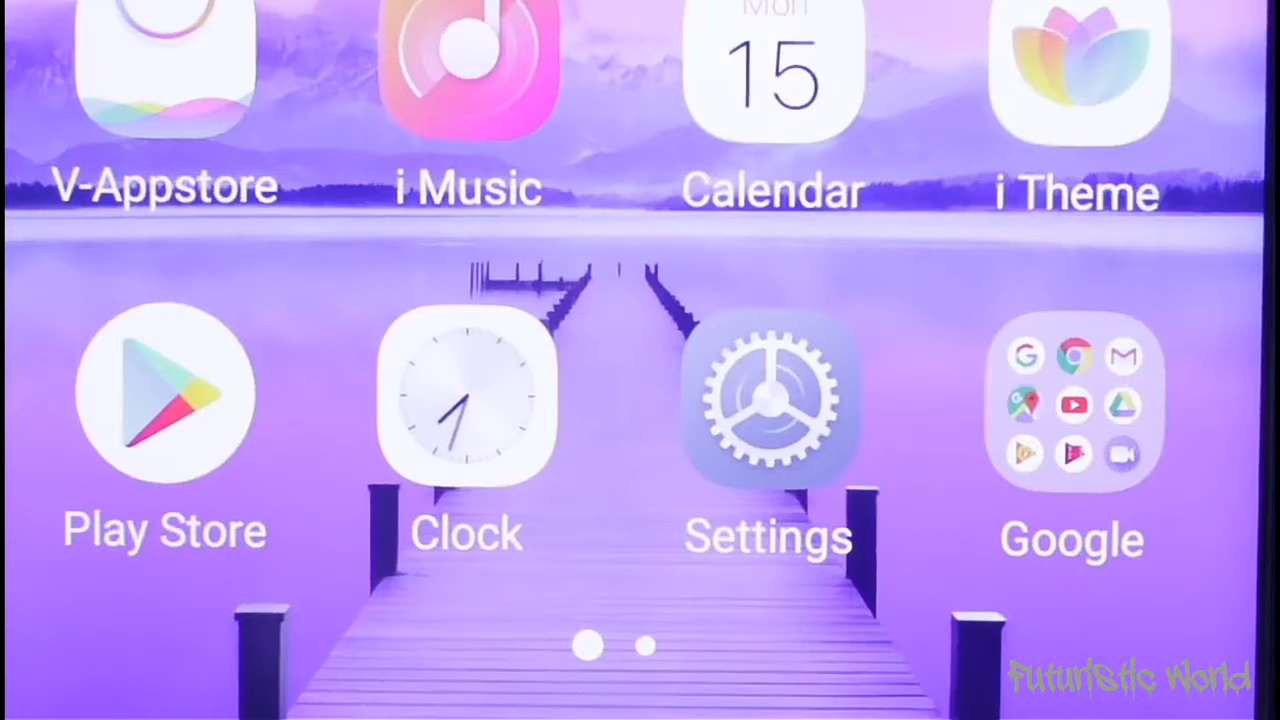 Mon
15
V-Appstore
i Music
Calendar
i Theme
Play Store
Clock
Settings
Google
Futuristic World